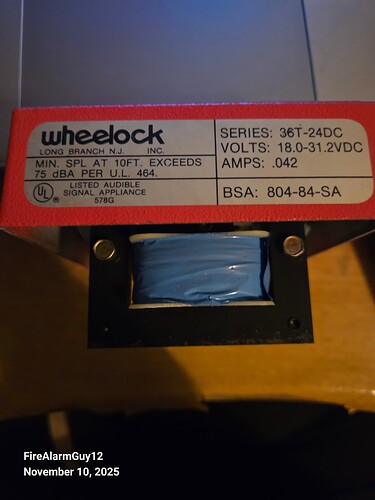 wheelock
LONG BRANCH N.J. INC.
MIN. SPL AT 10FT. EXCEEDS
75 dBA PER U.L. 464.
UL
LISTED AUDIBLE
SIGNAL APPLIANCE
578G
SERIES: 36T-24DC
VOLTS: 18.0-31.2VDC
AMPS: .042
BSA: 804-84-SA
FireAlarmGuy12
November 10, 2025